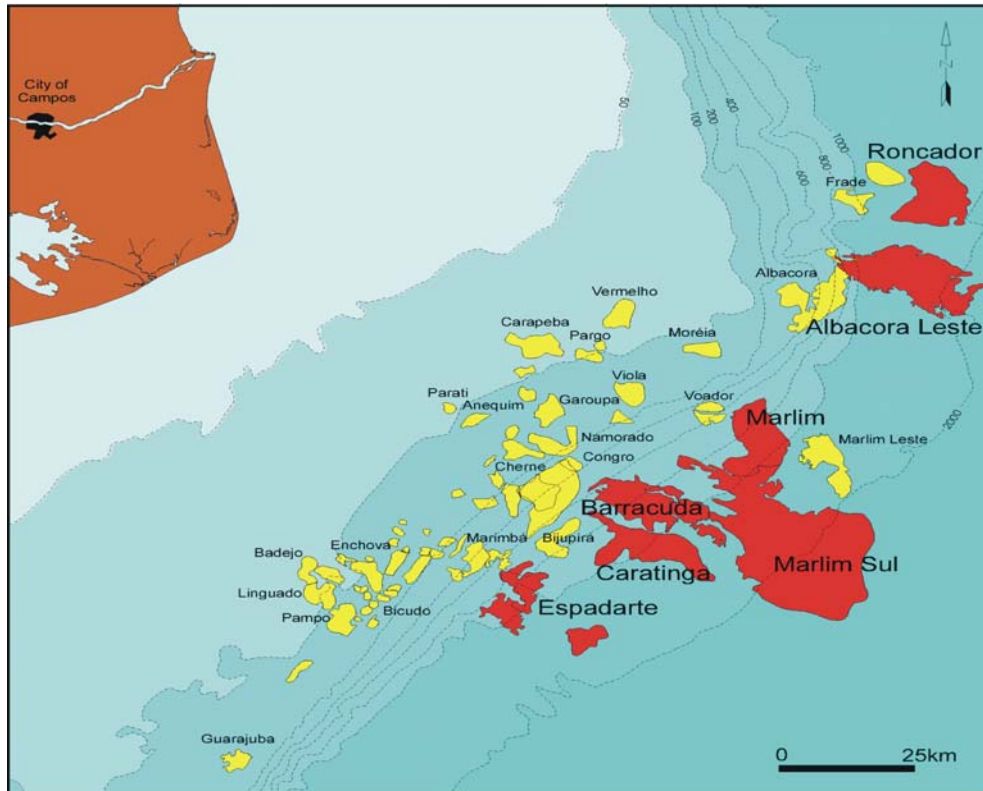 City of
Campos
50
100
200
400
600
800
1000
2000
N
Roncador
Frade
Albacora
Albacora Leste
Vermelho
Carapeba
Pargo
Moréia
Viola
Parati
Anequim
Garoupa
Voador
Marlim
Marlim Leste
Namorado
Cherne
Congro
Barracuda
Marimbá
Bijupirá
Enchova
Badejo
Caratinga
Marlim Sul
Linguado
Bicudo
Pampo
Espadarte
Guarajuba
0
25km